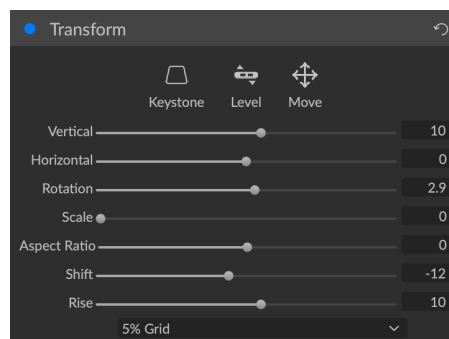 Transform
Keystone Level Move
Vertical 10
Horizontal 0
Rotation 2.9
Scale 0
Aspect Ratio 0
Shift -12
Rise 10
5% Grid